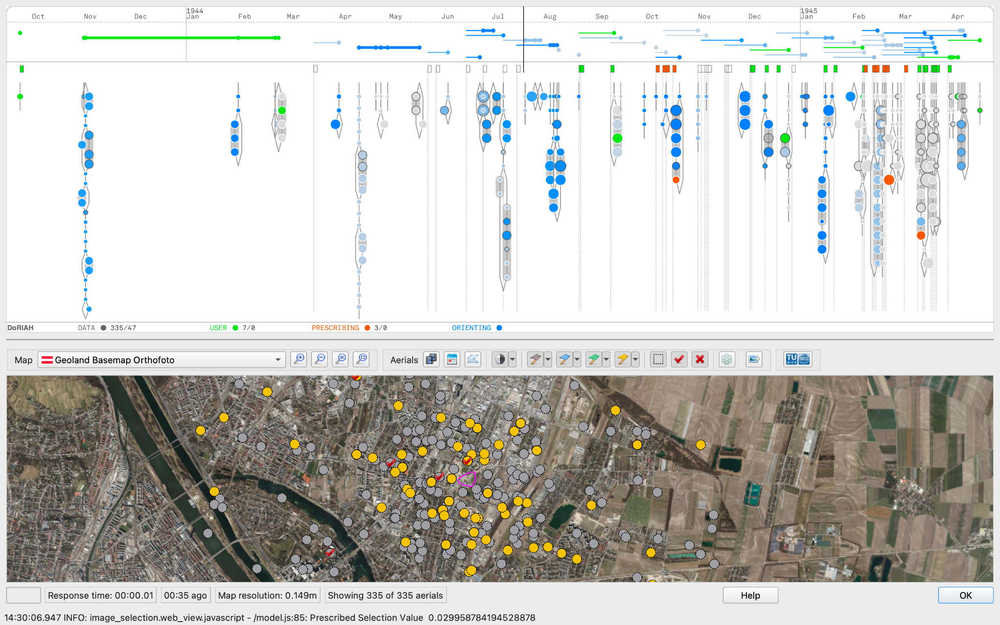 1944 1945
Oct Nov Dec Jan Feb Mar Apr May Jun Jul Aug Sep Oct Nov Dec Jan Feb Mar Apr
DoRIAH DATA 335/47 USER 7/0 PRESCRIBING 3/0 ORIENTING
Map Geoland Basemap Orthofoto Aerials TU WIEN GEO
Response time: 00:00.01 00:35 ago Map resolution: 0.149m Showing 335 of 335 aerials Help OK
14:30:06.947 INFO: image_selection.web_view.javascript - /model.js:85: Prescribed Selection Value 0.029958784194528878